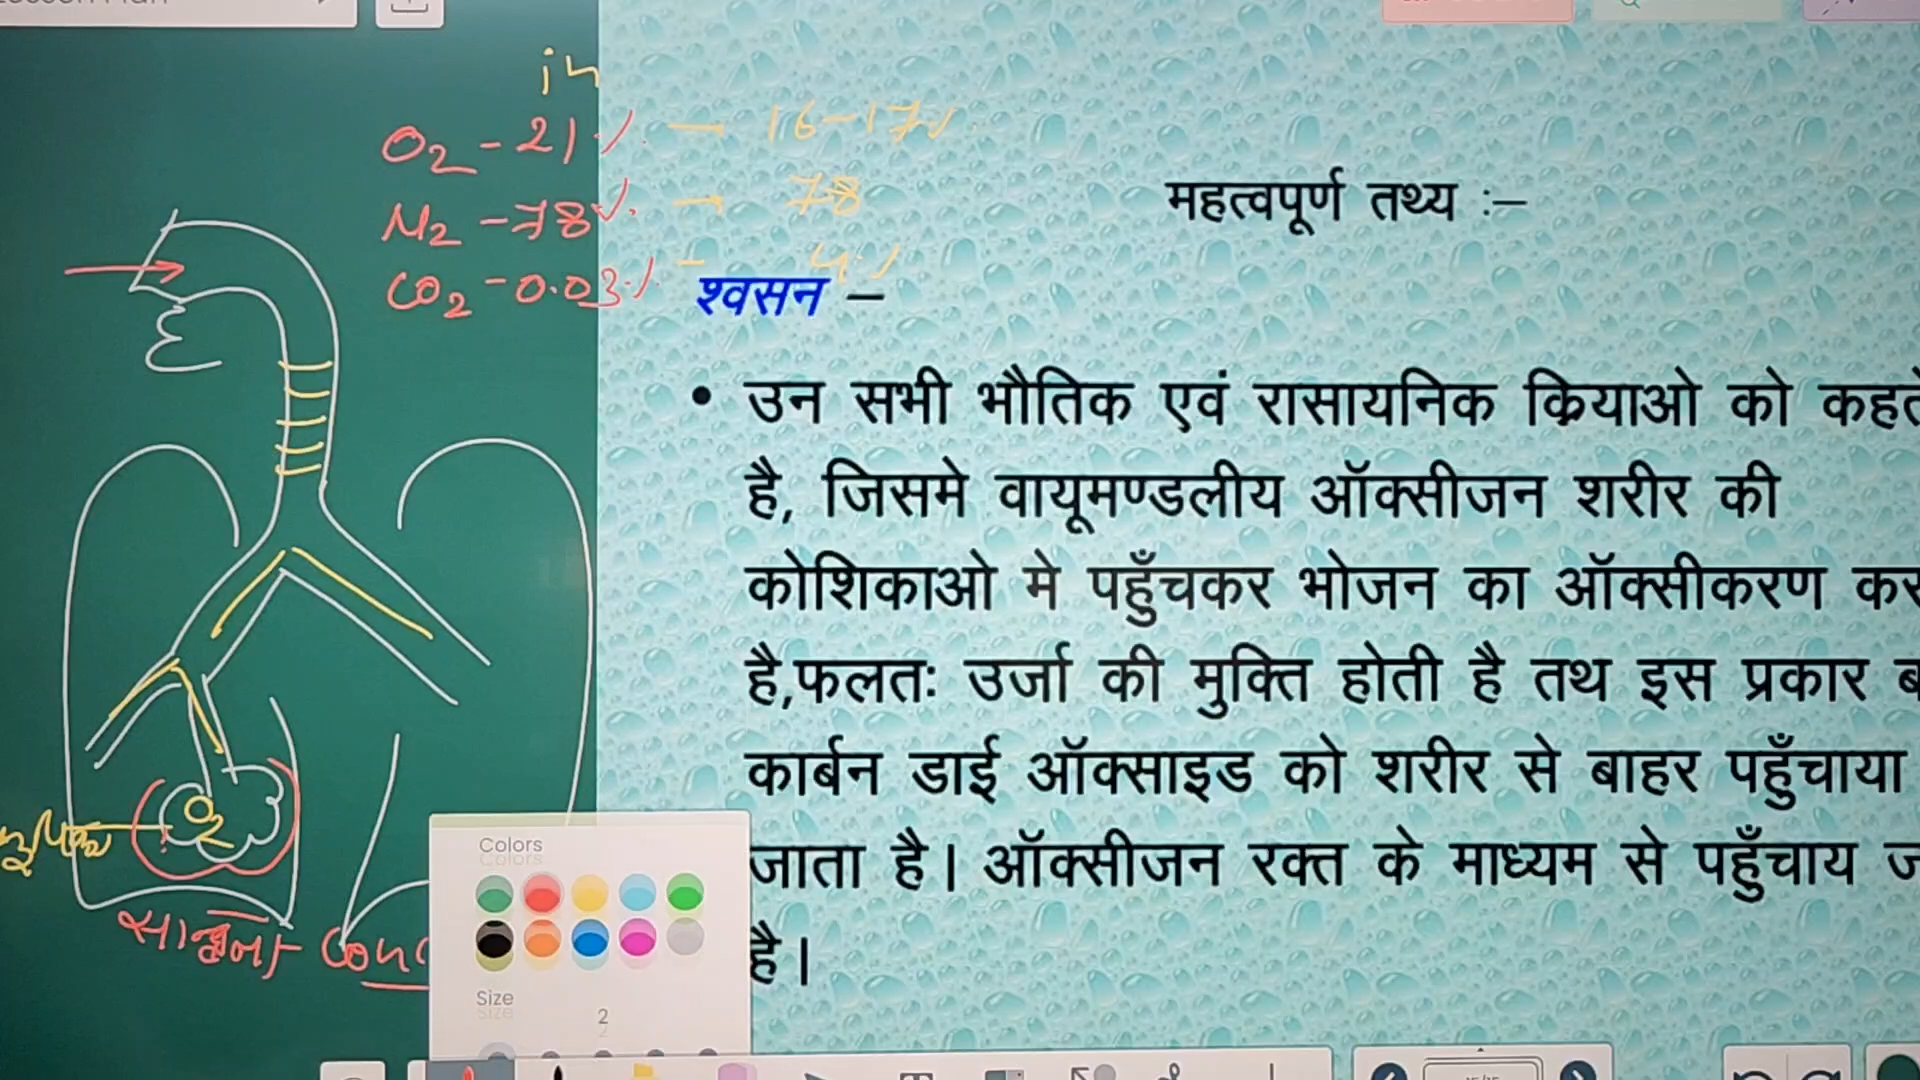 in
O2 - 21% - 16-17%
N2 - 78% - 78
CO2 - 0.03% - 4%
O2
महत्वपूर्ण तथ्य :–
श्वसन –
• उन सभी भौतिक एवं रासायनिक क्रियाओ को कहते
है, जिसमे वायूमण्डलीय ऑक्सीजन शरीर की
कोशिकाओ मे पहुँचकर भोजन का ऑक्सीकरण
है,फलतः उर्जा की मुक्ति होती है तथ इस प्रकार
कार्बन डाई ऑक्साइड को शरीर से बाहर पहुँचाया
जाता है। ऑक्सीजन रक्त के माध्यम से पहुँचाय
है।
Colors
Size
2